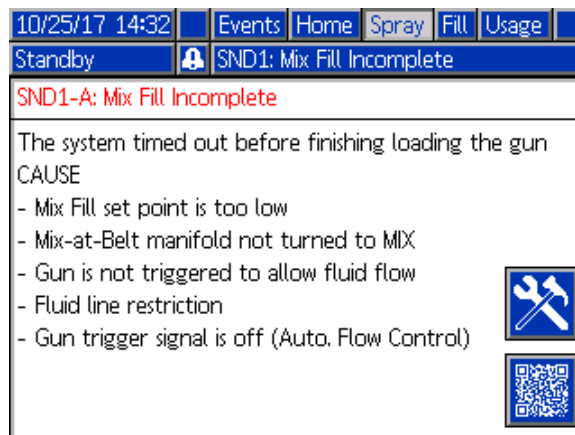 10/25/17 14:32 Events Home Spray Fill Usage
Standby SND1: Mix Fill Incomplete
SND1-A: Mix Fill Incomplete
The system timed out before finishing loading the gun
CAUSE
- Mix Fill set point is too low
- Mix-at-Belt manifold not turned to MIX
- Gun is not triggered to allow fluid flow
- Fluid line restriction
- Gun trigger signal is off (Auto. Flow Control)